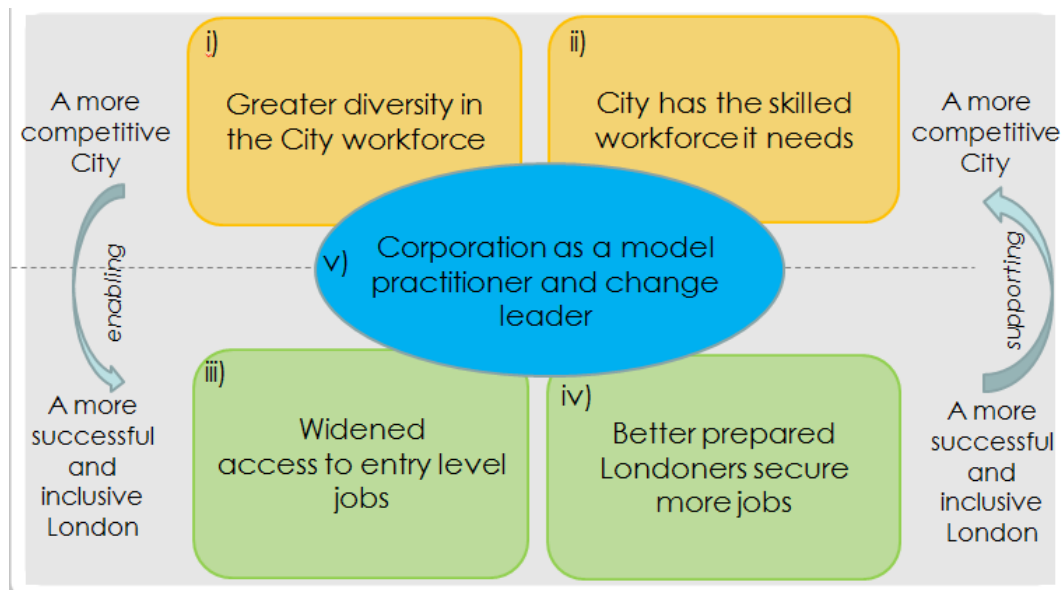 i)
Greater diversity in
the City workforce
ii)
City has the skilled
workforce it needs
A more
competitive
City
enabling
A more
successful
and
inclusive
London
v)
Corporation as a model
practitioner and change
leader
A more
competitive
City
supporting
A more
successful
and
inclusive
London
iii)
Widened
access to entry level
jobs
iv)
Better prepared
Londoners secure
more jobs